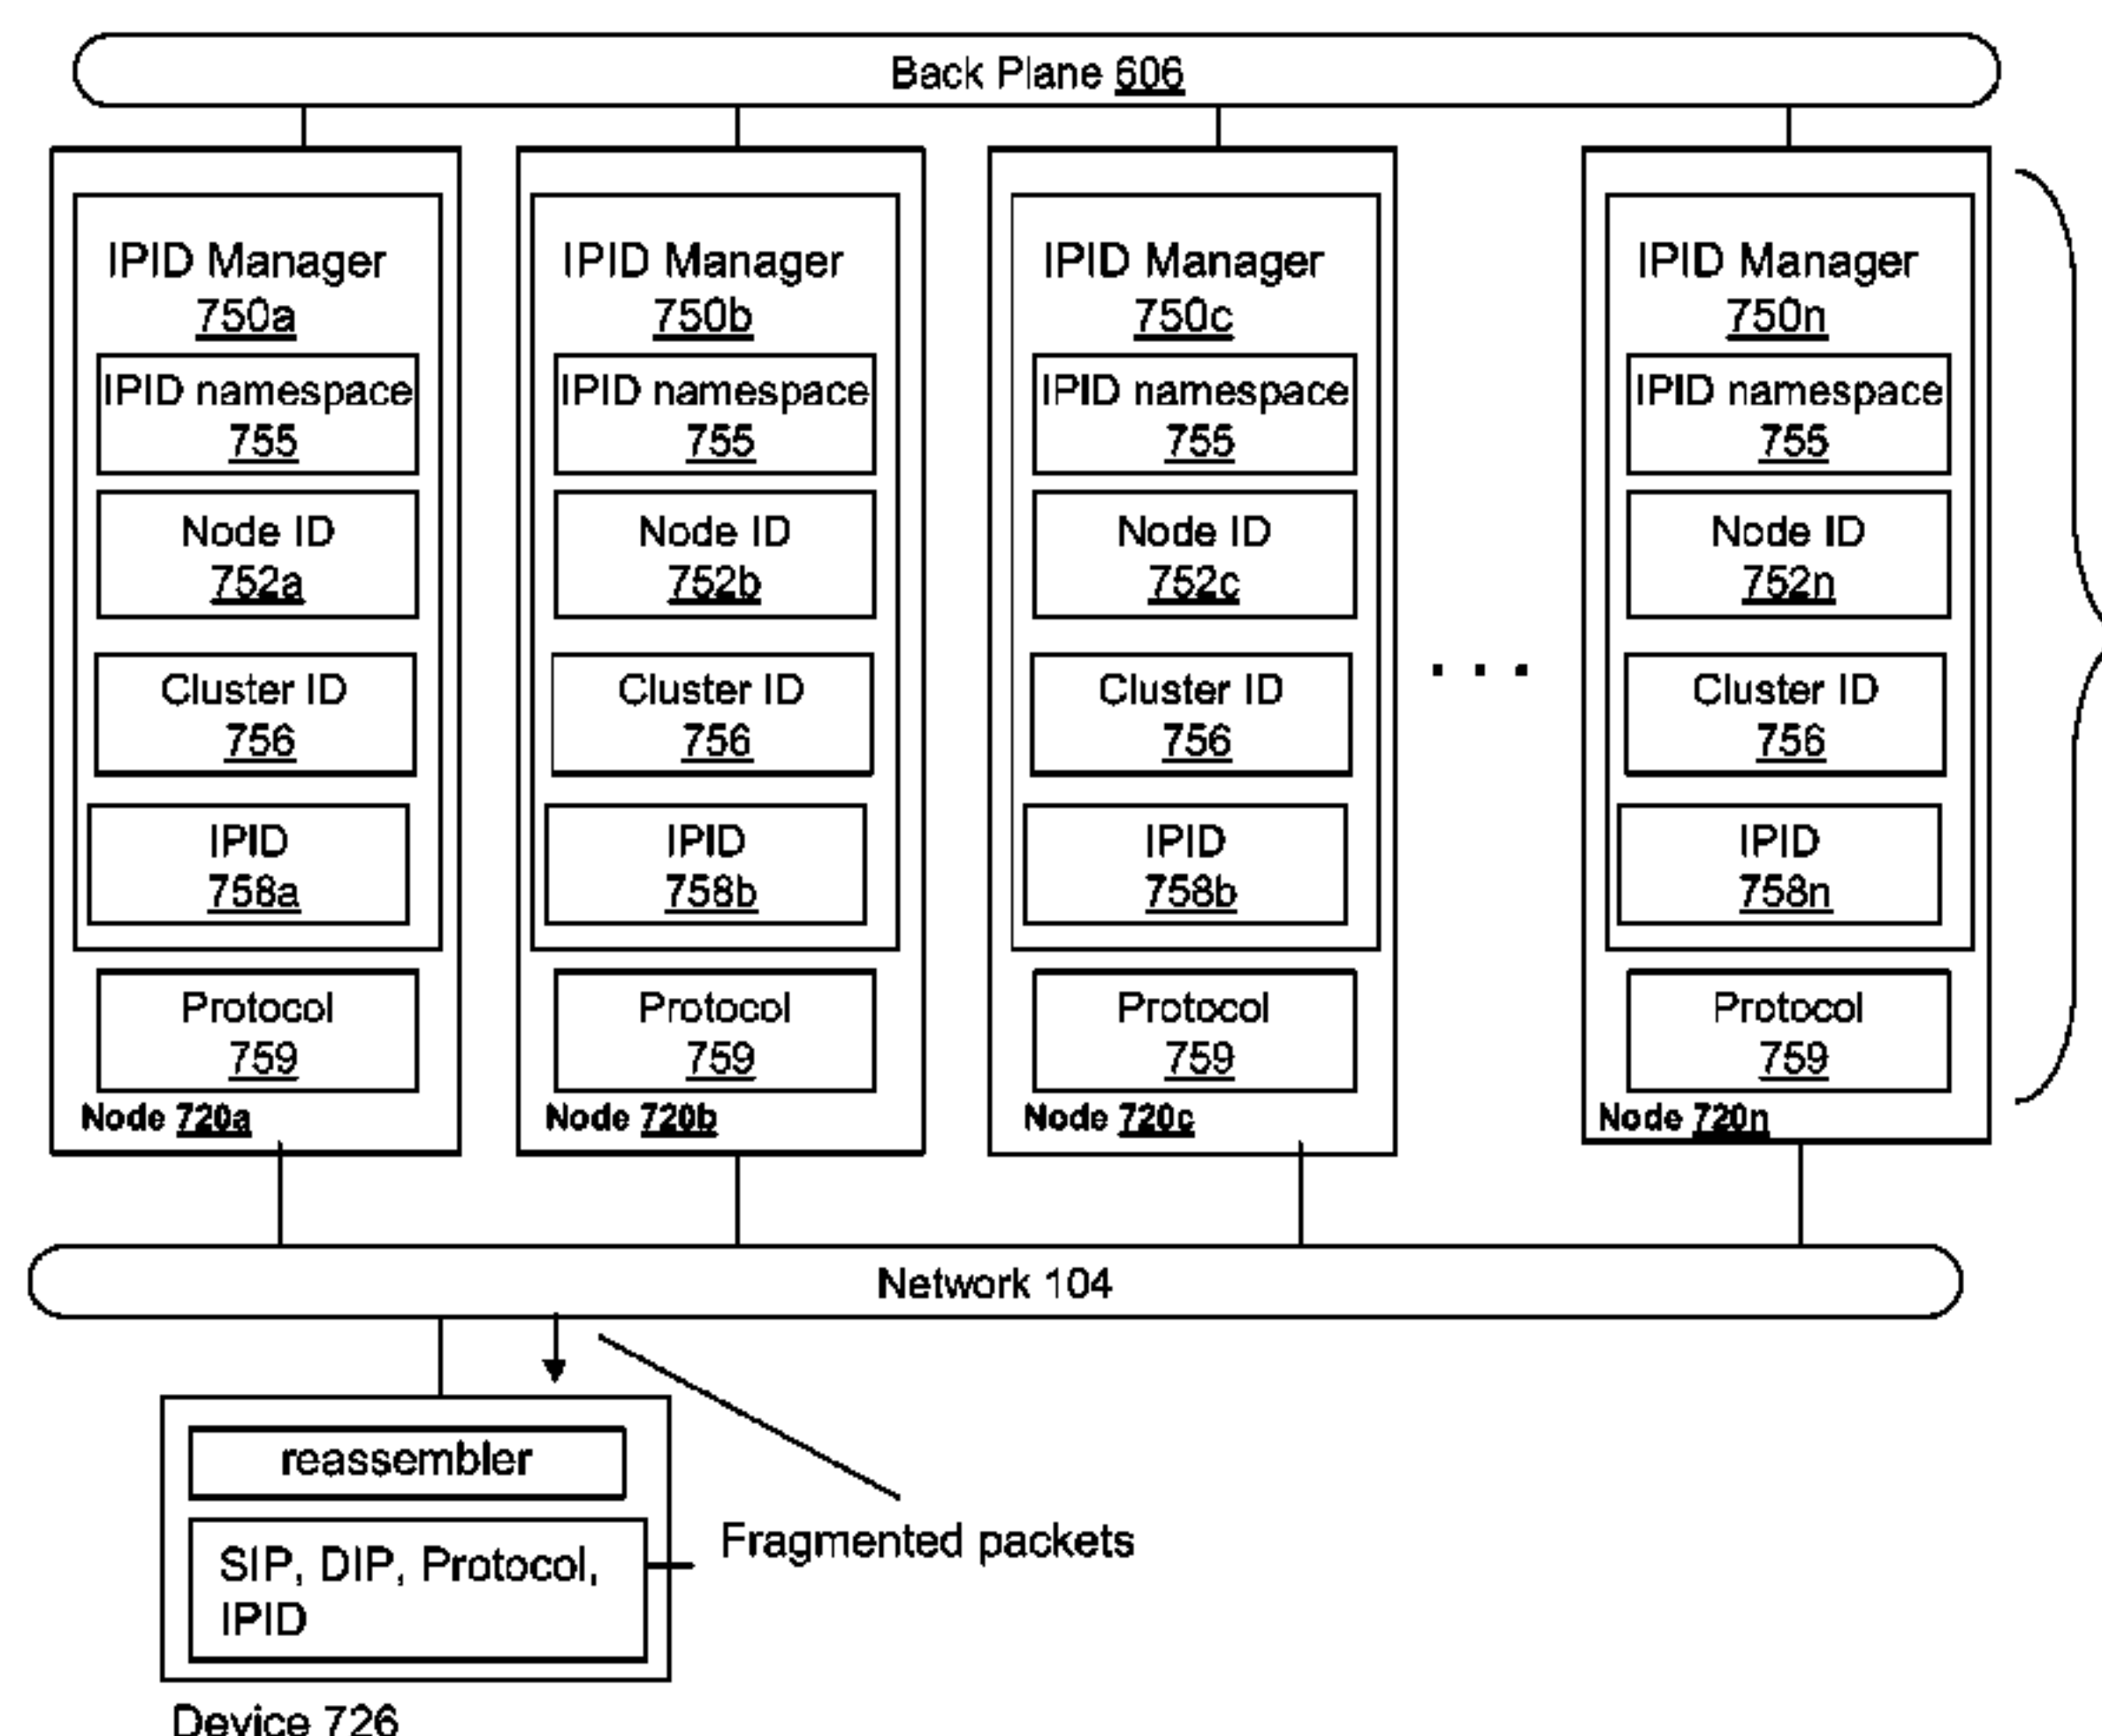 Back Plane 606
IPID Manager
750a
IPID namespace
755
Node ID
752a
Cluster ID
756
IPID
758a
Protocol
759
Node 720a
IPID Manager
750b
IPID namespace
755
Node ID
752b
Cluster ID
756
IPID
758b
Protocol
759
Node 720b
IPID Manager
750c
IPID namespace
755
Node ID
752c
Cluster ID
756
IPID
758b
Protocol
759
Node 720c
. . .
IPID Manager
750n
IPID namespace
755
Node ID
752n
Cluster ID
756
IPID
758n
Protocol
759
Node 720n
Network 104
reassembler
SIP, DIP, Protocol,
IPID
Fragmented packets
Device 726